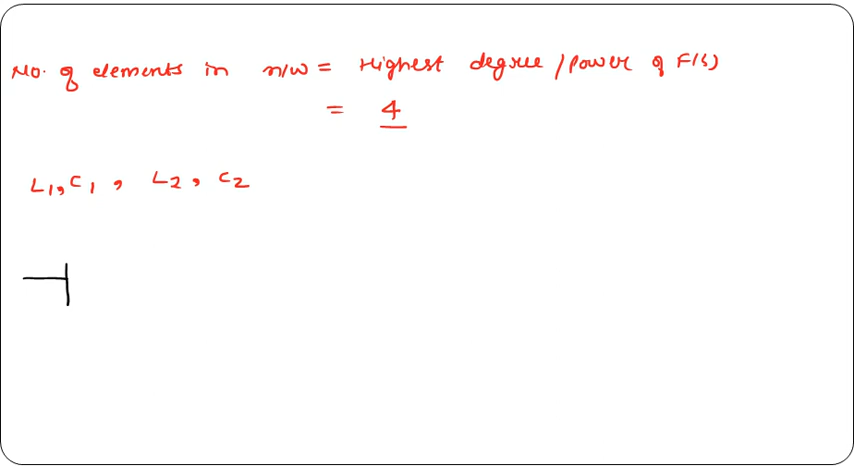 No. of elements in n/w = Highest degree / Power of F(s)
= 4
L1, C1, L2, C2